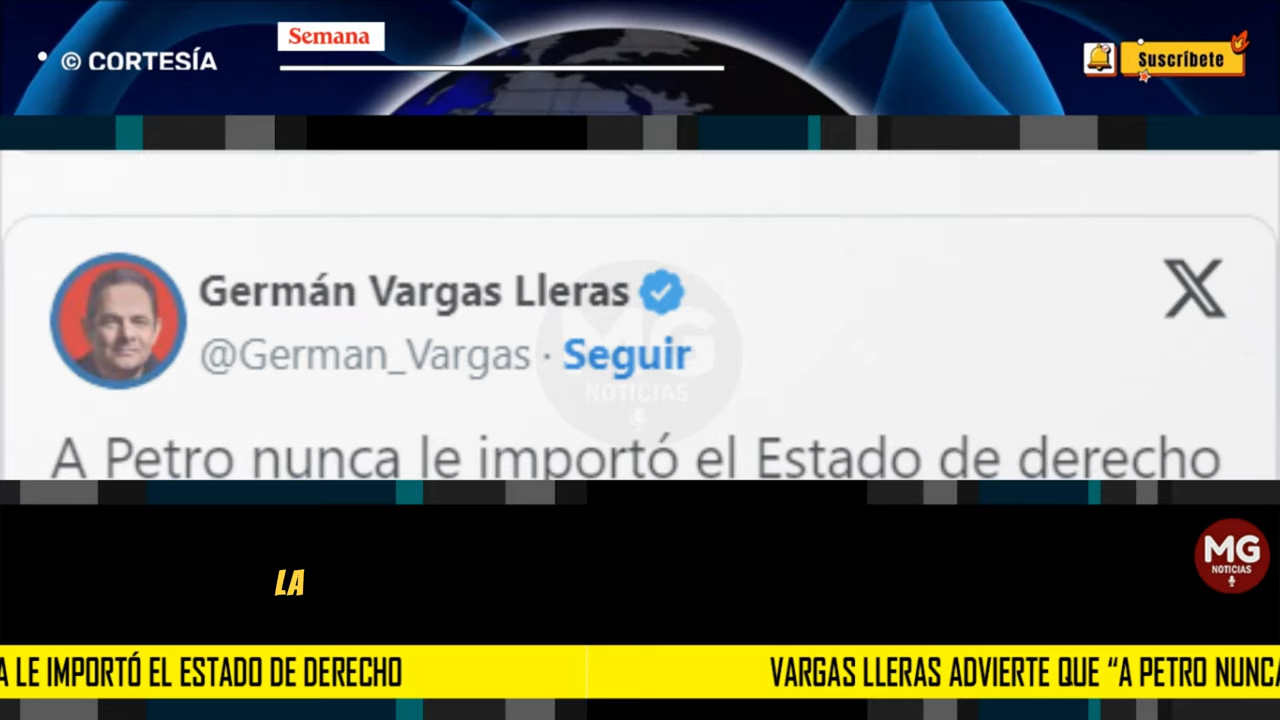 Semana
© CORTESÍA
Suscríbete
Germán Vargas Lleras
@German_Vargas · Seguir
MG
NOTICIAS
A Petro nunca le importó el Estado de derecho
LA
MG
NOTICIAS
A LE IMPORTÓ EL ESTADO DE DERECHO
VARGAS LLERAS ADVIERTE QUE “A PETRO NUNCA